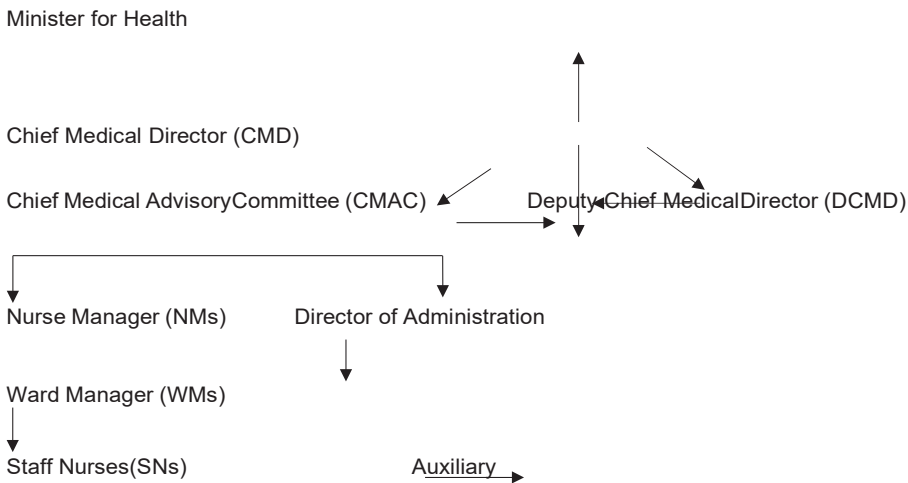 Minister for Health
Chief Medical Director (CMD)
Chief Medical AdvisoryCommittee (CMAC) Deputy Chief MedicalDirector (DCMD)
Nurse Manager (NMs) Director of Administration
Ward Manager (WMs)
Staff Nurses(SNs) Auxiliary